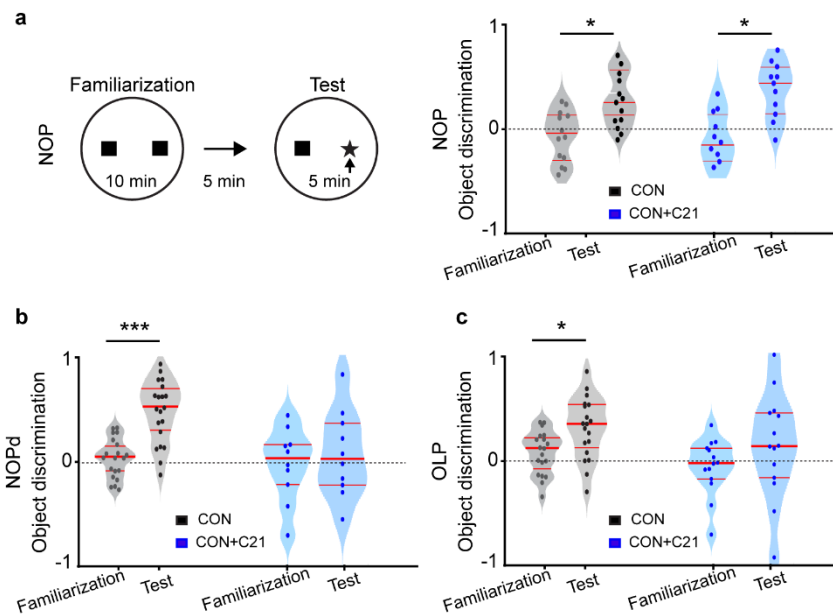 a
Familiarization
Test
NOP
10 min
5 min
5 min
NOP
Object discrimination
1
0
-1
*
*
CON
CON+C21
Familiarization
Test
Familiarization
Test
b
NOPd
Object discrimination
1
0
-1
***
CON
CON+C21
Familiarization
Test
Familiarization
Test
c
OLP
Object discrimination
1
0
-1
*
CON
CON+C21
Familiarization
Test
Familiarization
Test